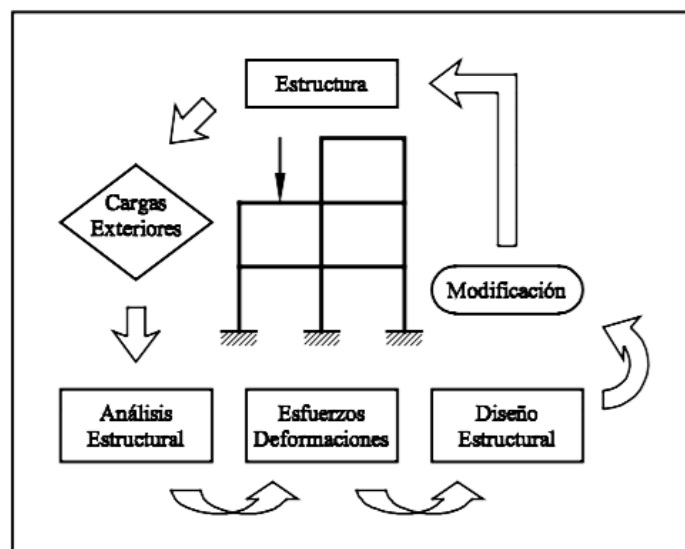 Estructura
Cargas
Exteriores
Modificación
Análisis
Estructural
Esfuerzos
Deformaciones
Diseño
Estructural